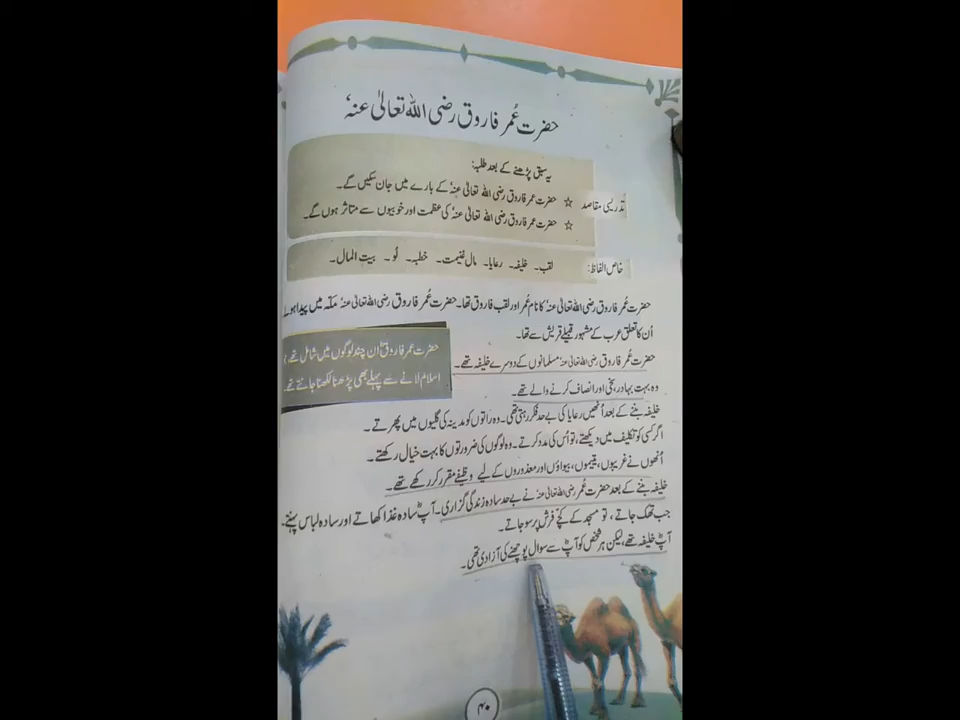 حضرت عُمر فاروق رضی اللہ تعالیٰ عنہٗ
یہ سبق پڑھنے کے بعد طلبہ:
تدریسی مقاصد ☆ حضرت عمر فاروق رضی اللہ تعالیٰ عنہٗ کے بارے میں جان سکیں گے۔
☆ حضرت عمر فاروق رضی اللہ تعالیٰ عنہٗ کی عظمت اور خوبیوں سے متاثر ہوں گے۔
خاص الفاظ: لقب۔ خلیفہ۔ رعایا۔ مالِ غنیمت۔ خطبہ۔ لُو۔ بیت المال۔
حضرت عُمر فاروق رضی اللہ تعالیٰ عنہٗ کا نام عُمر اور لقب فاروق تھا۔ حضرت عُمر فاروق رضی اللہ تعالیٰ عنہٗ مکّہ میں پیدا ہوئے
اُن کا تعلق عرب کے مشہور قبیلے قریش سے تھا۔
حضرت عُمر فاروق رضی اللہ تعالیٰ عنہٗ مسلمانوں کے دوسرے خلیفہ تھے۔
وہ بہت بہادر، سخی اور انصاف کرنے والے تھے۔
حضرت عمر فاروقؓ ان چند لوگوں میں شامل تھے جو
اسلام لانے سے پہلے بھی پڑھنا لکھنا جانتے تھے۔
خلیفہ بننے کے بعد اُنھیں رعایا کی بے حد فکر رہتی تھی۔ وہ راتوں کو مدینہ کی گلیوں میں پھرتے ۔
اگر کسی کو تکلیف میں دیکھتے، تو اُس کی مدد کرتے۔ وہ لوگوں کی ضرورتوں کا بہت خیال رکھتے۔
اُنھوں نے غریبوں، یتیموں، بیواؤں اور معذوروں کے لیے وظیفے مقرر کر رکھے تھے۔
خلیفہ بننے کے بعد حضرت عُمر رضی اللہ تعالیٰ عنہٗ نے بے حد سادہ زندگی گزاری۔ آپؓ سادہ غذا کھاتے اور سادہ لباس پہنتے۔
جب تھک جاتے ، تو مسجد کے کچے فرش پر سو جاتے۔
آپؓ خلیفہ تھے، لیکن ہر شخص کو آپؓ سے سوال پوچھنے کی آزادی تھی۔
۴۰